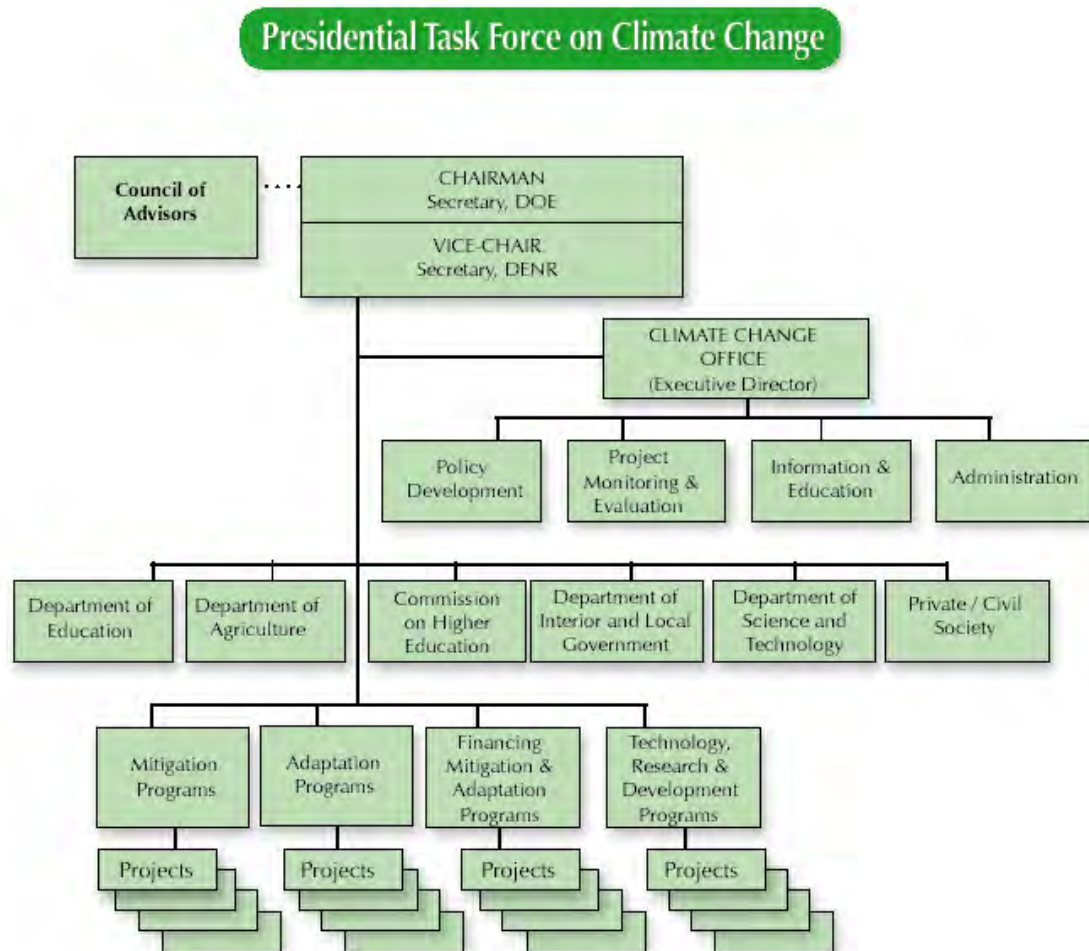 Presidential Task Force on Climate Change
Council of
Advisors
CHAIRMAN
Secretary, DOE
VICE-CHAIR
Secretary, DENR
CLIMATE CHANGE
OFFICE
(Executive Director)
Policy
Development
Project
Monitoring &
Evaluation
Information &
Education
Administration
Department of
Education
Department of
Agriculture
Commission
on Higher
Education
Department of
Interior and Local
Government
Department of
Science and
Technology
Private / Civil
Society
Mitigation
Programs
Adaptation
Programs
Financing
Mitigation &
Adaptation
Programs
Technology,
Research &
Development
Programs
Projects
Projects
Projects
Projects